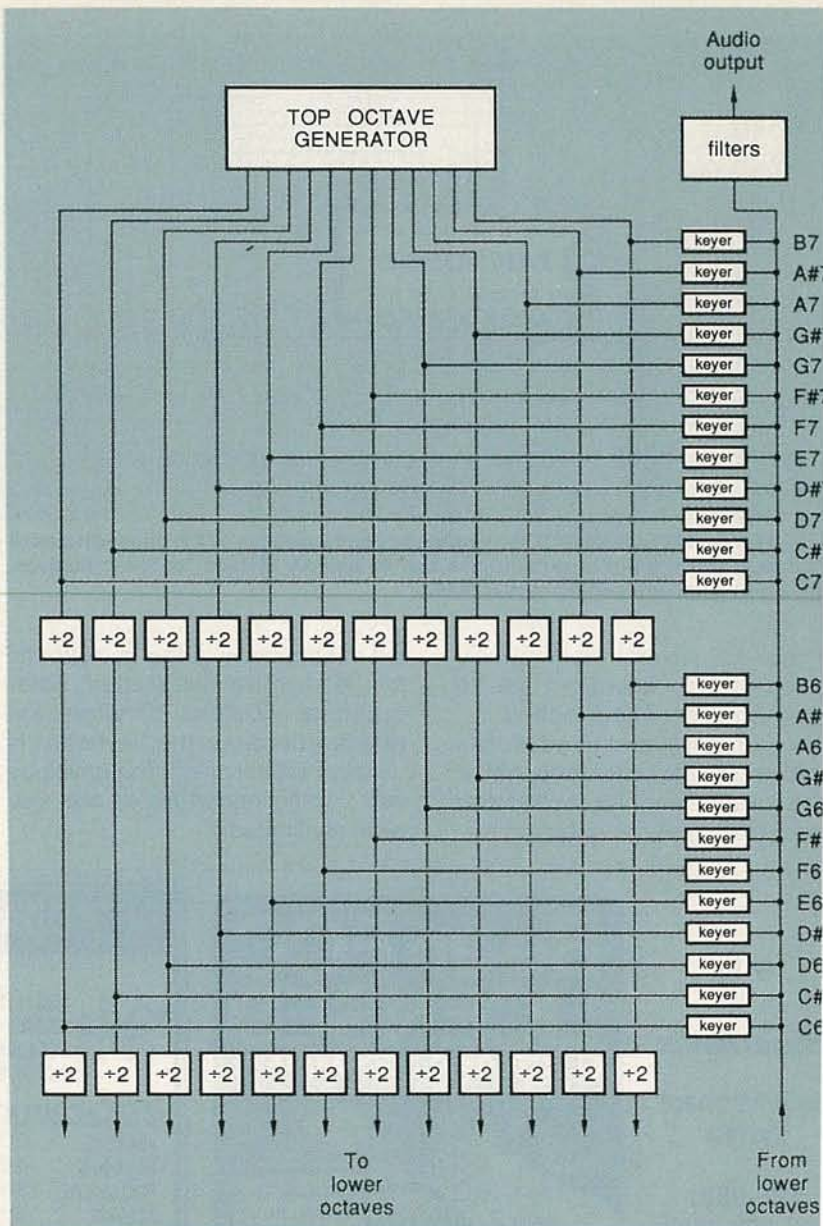 Audio
output
TOP OCTAVE
GENERATOR
filters
keyer B7
keyer A#7
keyer A7
keyer G#
keyer G7
keyer F#7
keyer F7
keyer E7
keyer D#
keyer D7
keyer C#
keyer C7
÷2 ÷2 ÷2 ÷2 ÷2 ÷2 ÷2 ÷2 ÷2 ÷2 ÷2 ÷2
keyer B6
keyer A#
keyer A6
keyer G#
keyer G6
keyer F#
keyer F6
keyer E6
keyer D#
keyer D6
keyer C#
keyer C6
÷2 ÷2 ÷2 ÷2 ÷2 ÷2 ÷2 ÷2 ÷2 ÷2 ÷2 ÷2
To
lower
octaves
From
lower
octaves